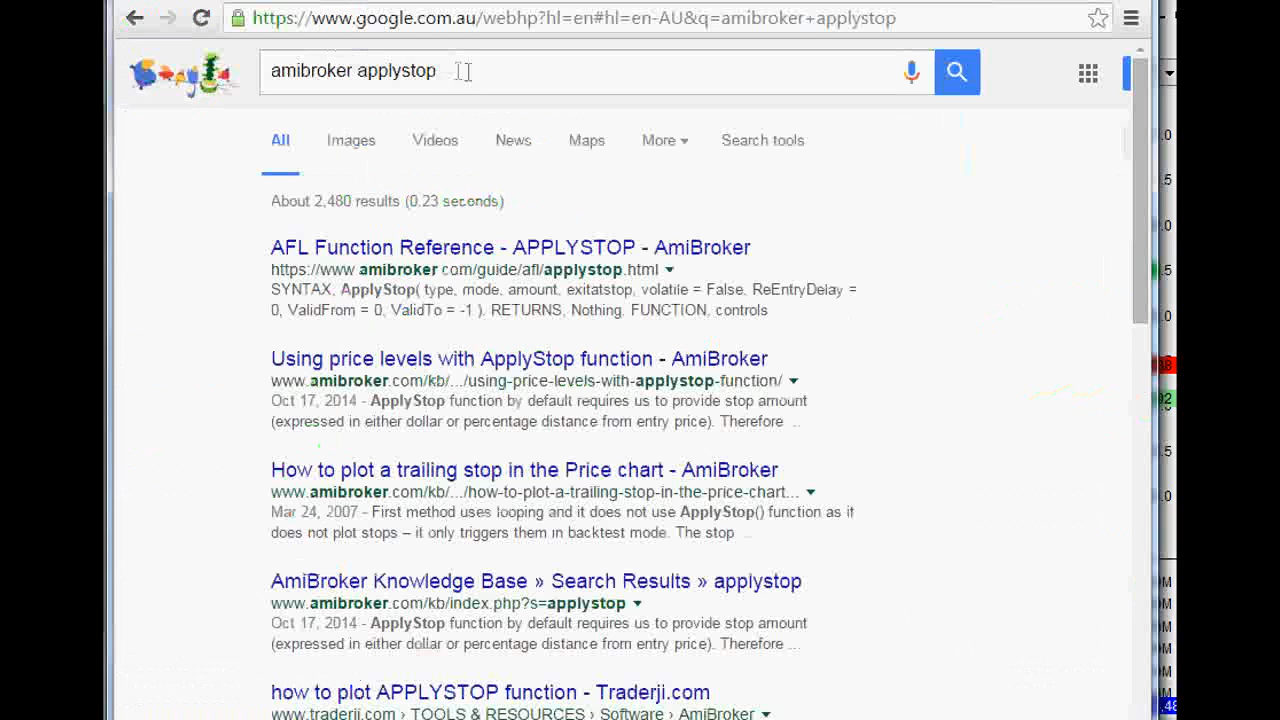 https://www.google.com.au/webhp?hl=en#hl=en-AU&q=amibroker+applystop
amibroker applystop
All Images Videos News Maps More Search tools
About 2,480 results (0.23 seconds)
AFL Function Reference - APPLYSTOP - AmiBroker
https://www.amibroker.com/guide/afl/applystop.html
SYNTAX, ApplyStop( type, mode, amount, exitatstop, volatile = False, ReEntryDelay =
0, ValidFrom = 0, ValidTo = -1 ). RETURNS, Nothing. FUNCTION, controls
Using price levels with ApplyStop function - AmiBroker
www.amibroker.com/kb/.../using-price-levels-with-applystop-function/
Oct 17, 2014 - ApplyStop function by default requires us to provide stop amount
(expressed in either dollar or percentage distance from entry price). Therefore ...
How to plot a trailing stop in the Price chart - AmiBroker
www.amibroker.com/kb/.../how-to-plot-a-trailing-stop-in-the-price-chart...
Mar 24, 2007 - First method uses looping and it does not use ApplyStop() function as it
does not plot stops – it only triggers them in backtest mode. The stop ...
AmiBroker Knowledge Base » Search Results » applystop
www.amibroker.com/kb/index.php?s=applystop
Oct 17, 2014 - ApplyStop function by default requires us to provide stop amount
(expressed in either dollar or percentage distance from entry price). Therefore ...
how to plot APPLYSTOP function - Traderji.com
www.traderji.com › TOOLS & RESOURCES › Software › AmiBroker